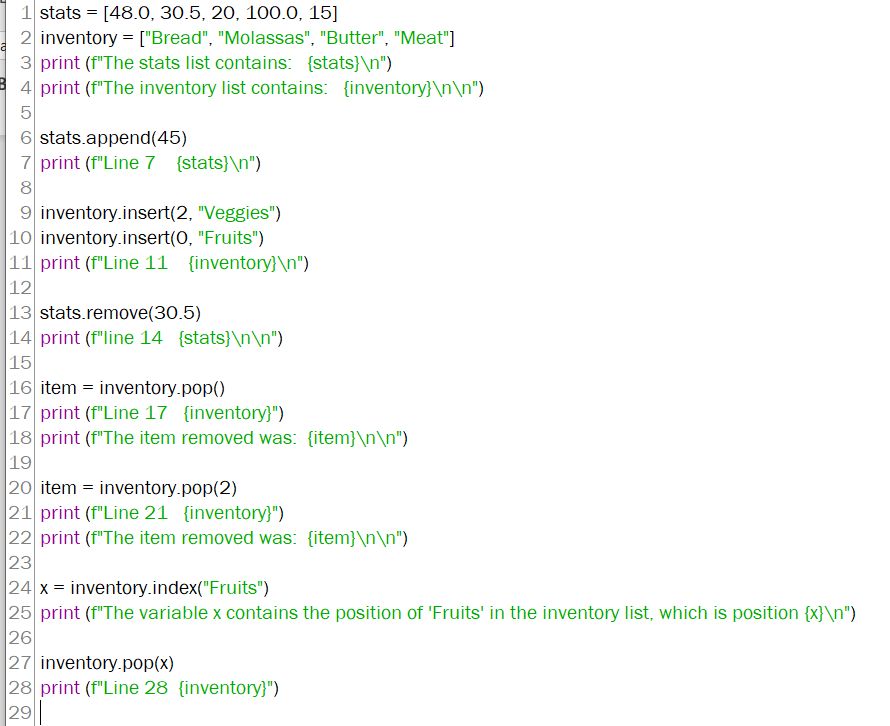 1 stats = [48.0, 30.5, 20, 100.0, 15]
2 inventory = ["Bread", "Molassas", "Butter", "Meat"]
3 print (f"The stats list contains:   {stats}\n")
4 print (f"The inventory list contains:   {inventory}\n\n")
5
6 stats.append(45)
7 print (f"Line 7    {stats}\n")
8
9 inventory.insert(2, "Veggies")
10 inventory.insert(0, "Fruits")
11 print (f"Line 11    {inventory}\n")
12
13 stats.remove(30.5)
14 print (f"line 14   {stats}\n\n")
15
16 item = inventory.pop()
17 print (f"Line 17   {inventory}")
18 print (f"The item removed was:  {item}\n\n")
19
20 item = inventory.pop(2)
21 print (f"Line 21   {inventory}")
22 print (f"The item removed was:  {item}\n\n")
23
24 x = inventory.index("Fruits")
25 print (f"The variable x contains the position of 'Fruits' in the inventory list, which is position {x}\n")
26
27 inventory.pop(x)
28 print (f"Line 28  {inventory}")
29